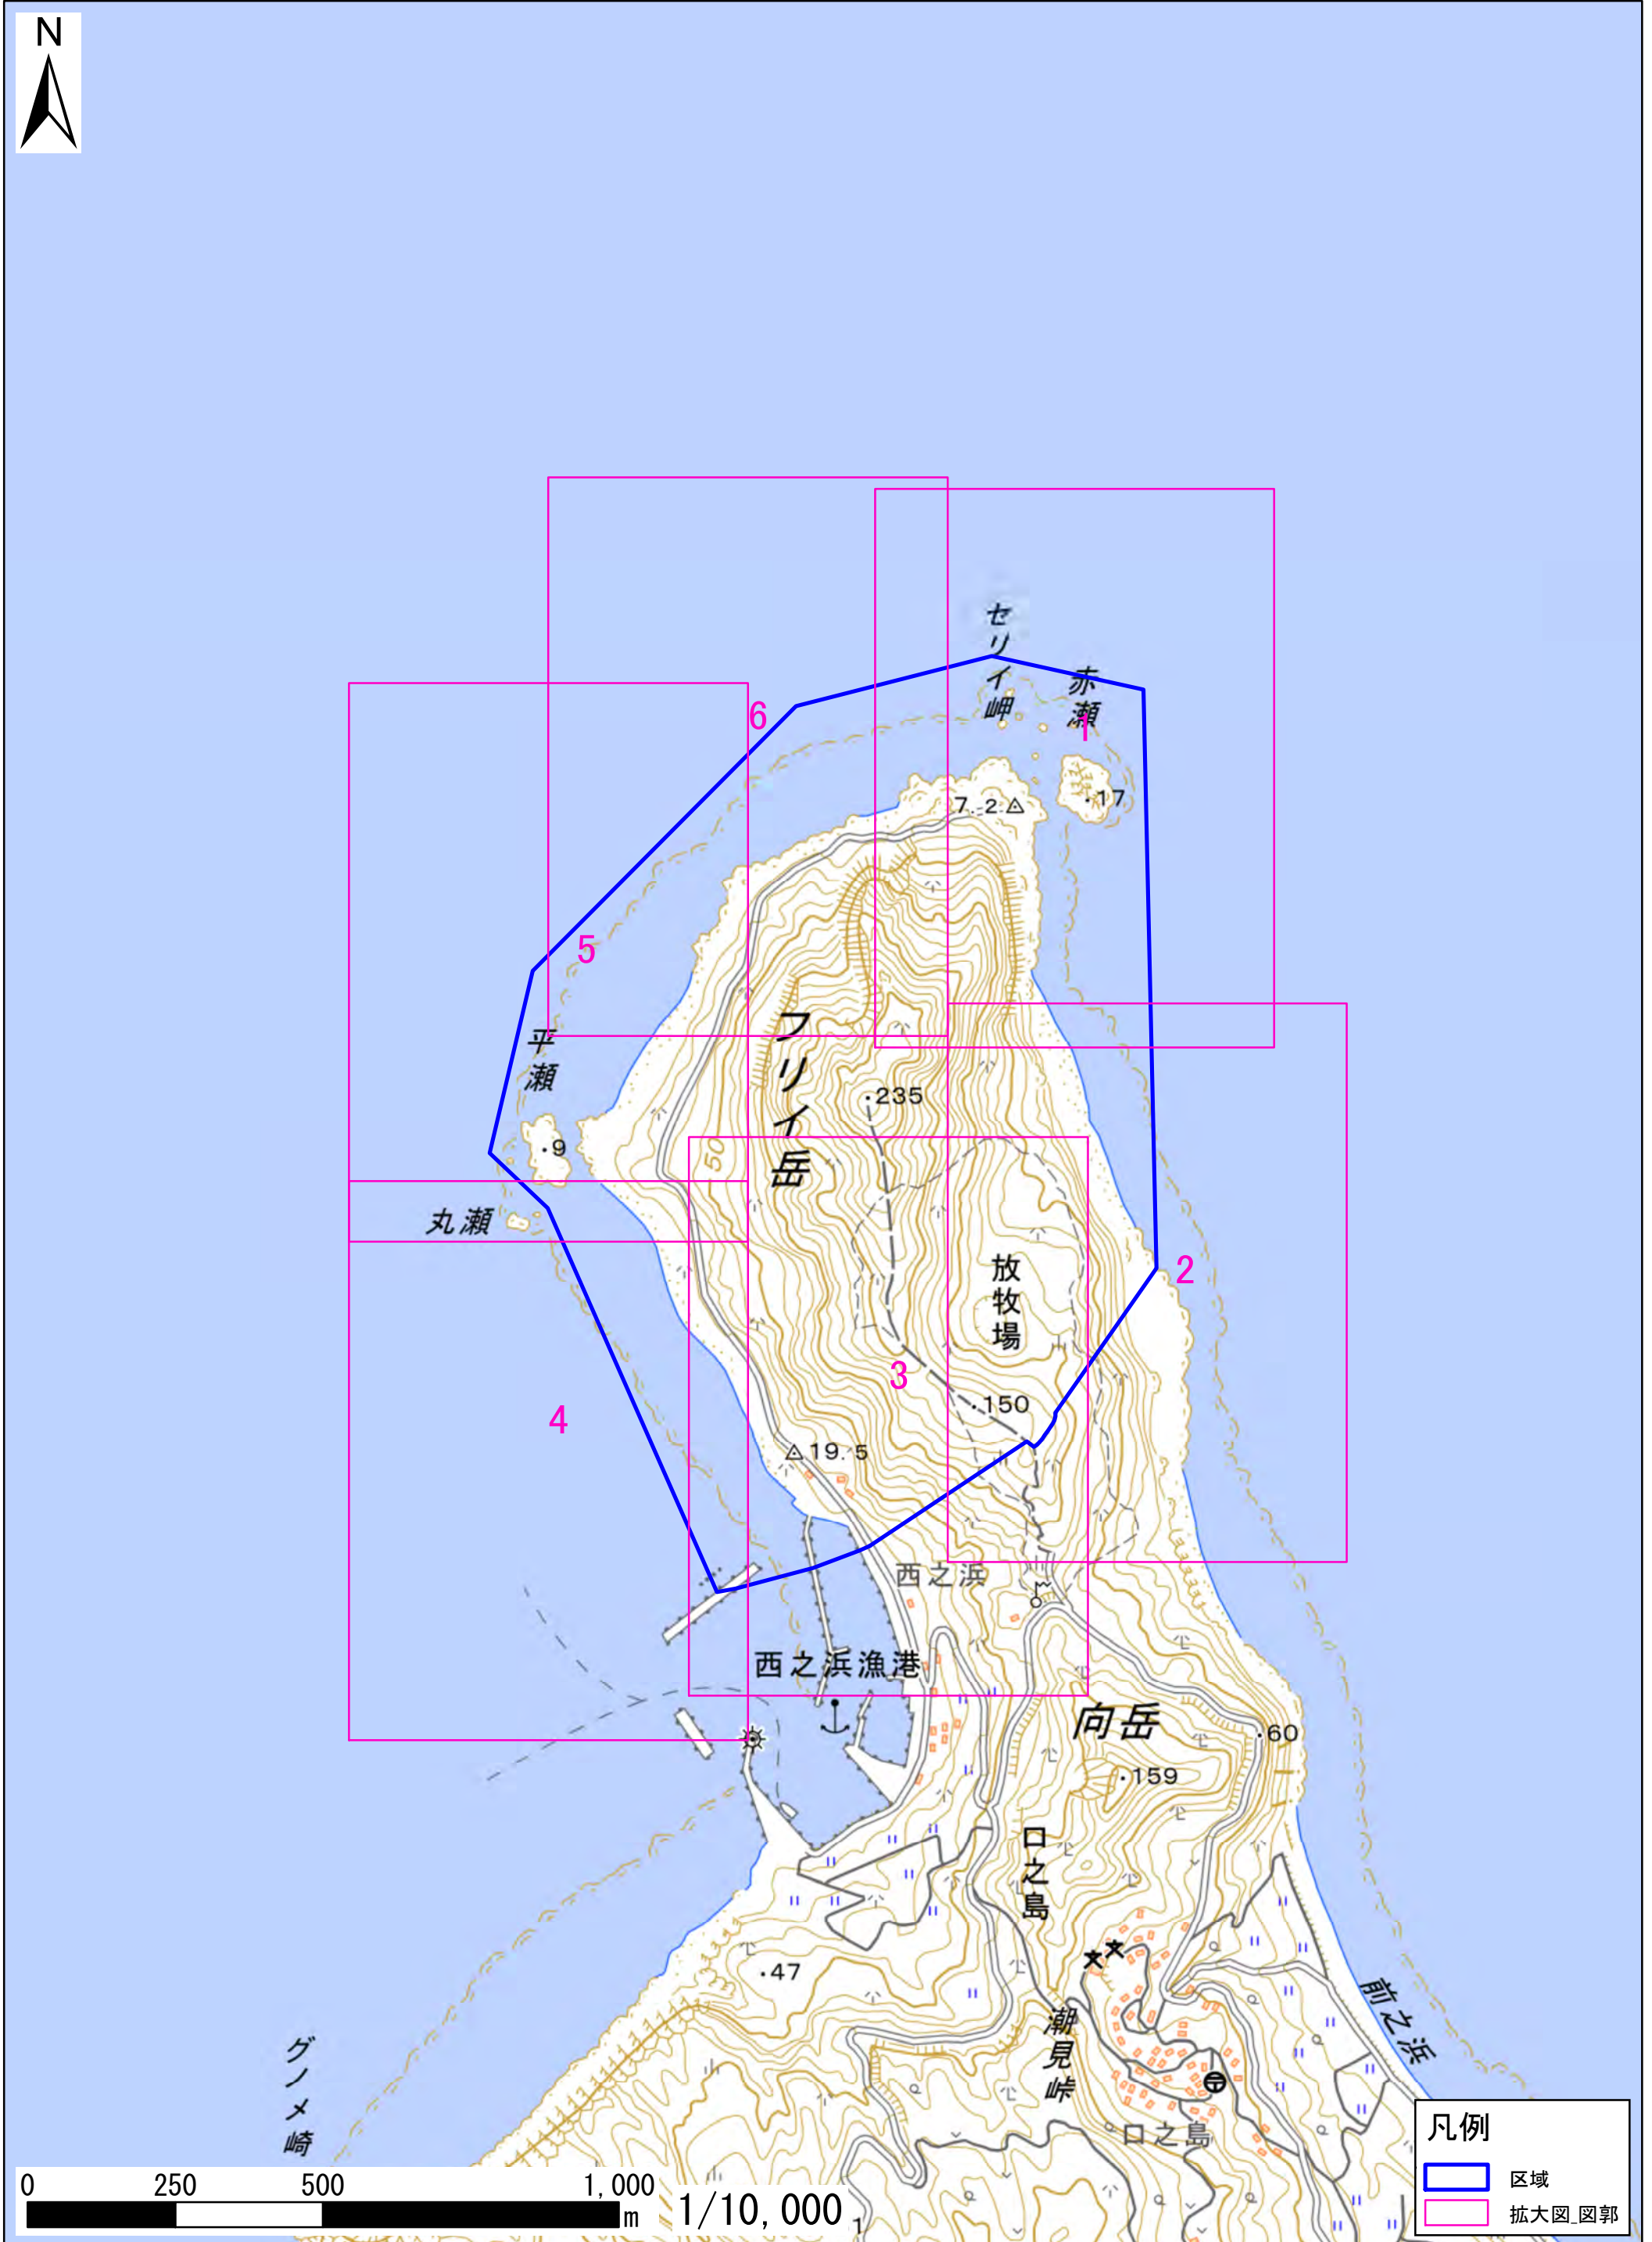 N
セリイ岬
赤瀬
1
6
7.2
17
5
平瀬
フリイ岳
235
9
50
丸瀬
放牧場
2
3
150
4
19.5
西之浜
西之浜漁港
向岳
60
159
口之島
47
潮見峠
前之浜
グノメ崎
口之島
凡例
区域
拡大図_図郭
0 250 500 1,000
m
1/10,000
1